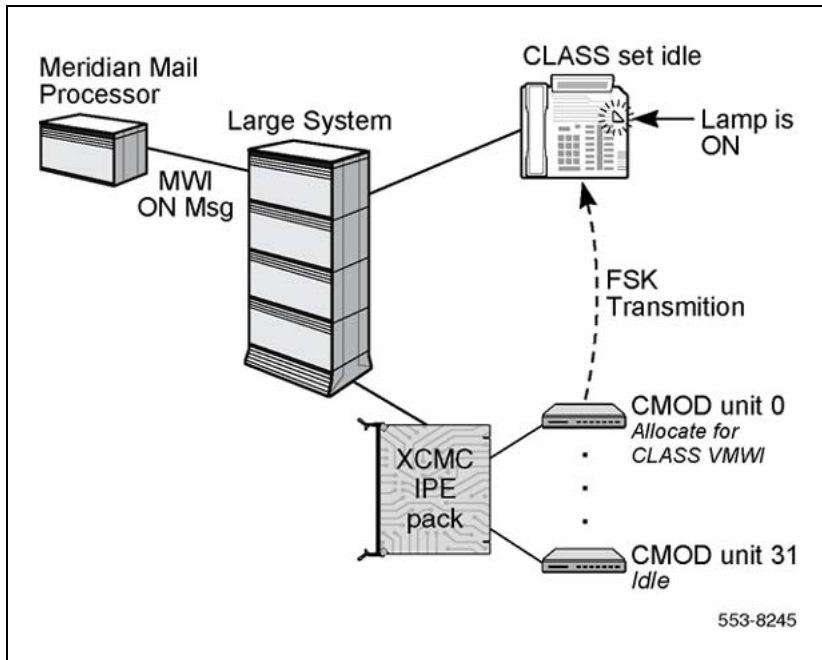 Meridian Mail
Processor
Large System
CLASS set idle
Lamp is
ON
MWI
ON Msg
FSK
Transmition
XCMC
IPE
pack
CMOD unit 0
Allocate for
CLASS VMWI
CMOD unit 31
Idle
553-8245